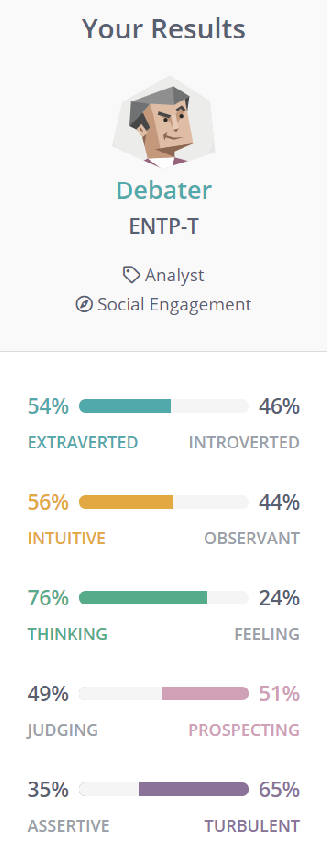 Your Results
Debater
ENTP-T
Analyst
Social Engagement
54% 46%
EXTRAVERTED INTROVERTED
56% 44%
INTUITIVE OBSERVANT
76% 24%
THINKING FEELING
49% 51%
JUDGING PROSPECTING
35% 65%
ASSERTIVE TURBULENT